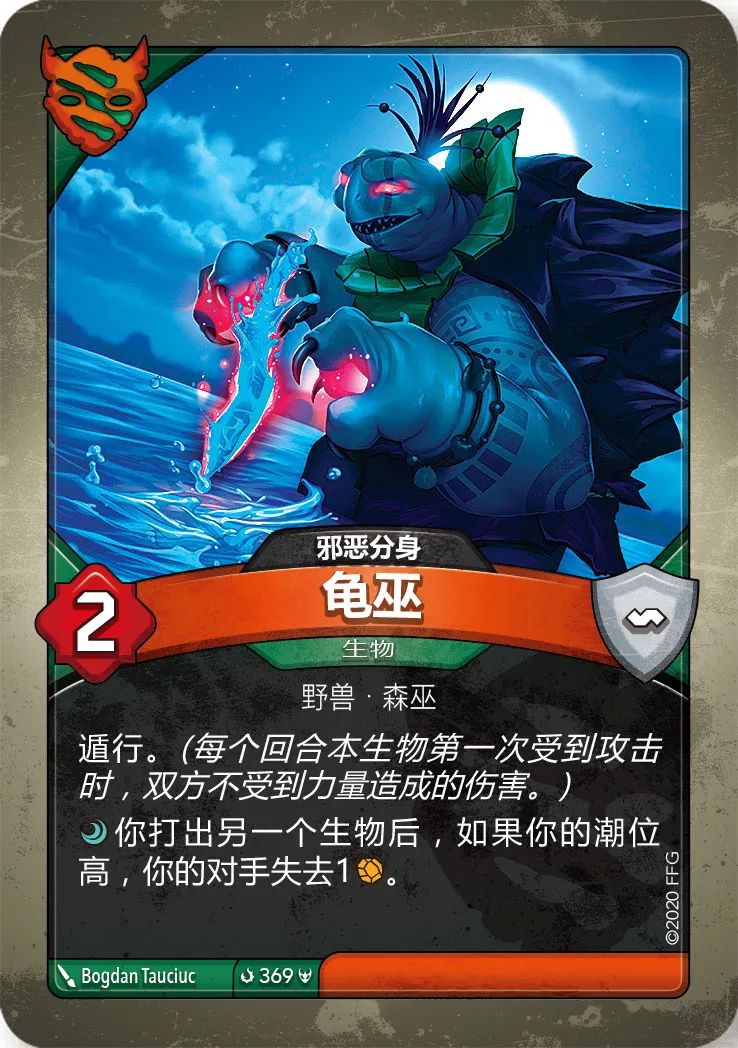 邪恶分身
龟巫
2
生物
野兽 · 森巫
遁行。(每个回合本生物第一次受到攻击
时，双方不受到力量造成的伤害。)
你打出另一个生物后，如果你的潮位
高，你的对手失去1。
©2020 FFG
Bogdan Tauciuc
369